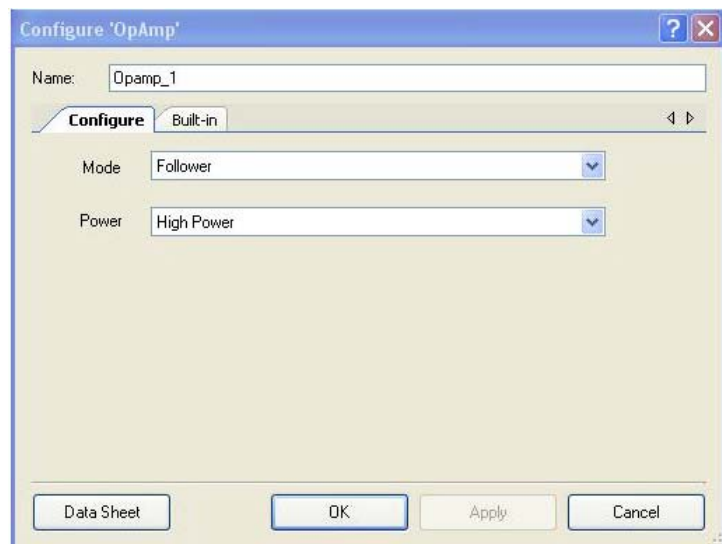 Configure 'OpAmp'
Name: Opamp_1
Configure Built-in
Mode Follower
Power High Power
Data Sheet OK Apply Cancel